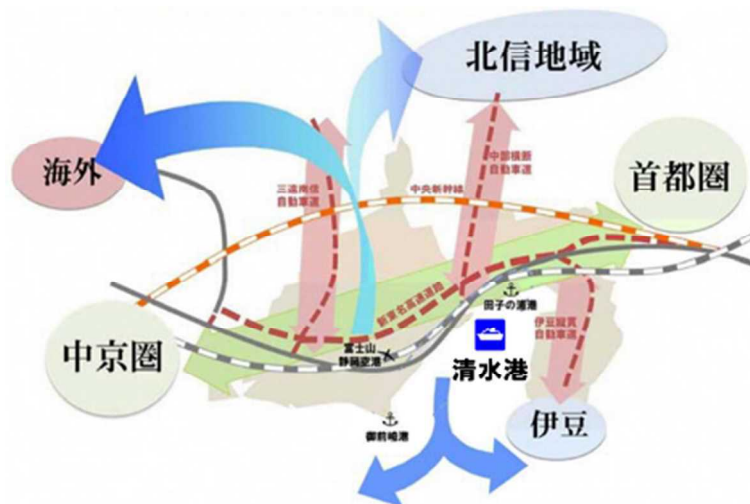 北信地域
海外
首都圏
中部横断
自動車道
三遠南信
自動車道
中央新幹線
新東名高速道路
田子の浦港
伊豆縦貫
自動車道
中京圏
富士山
静岡空港
清水港
御前崎港
伊豆